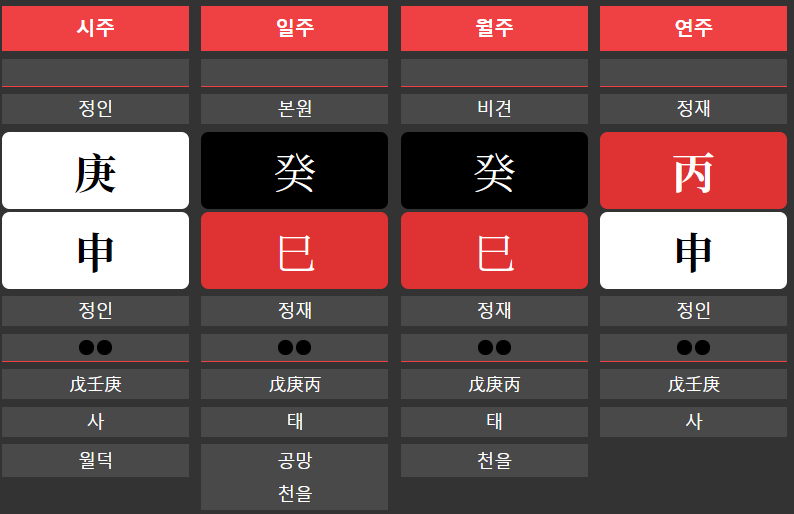 시주 일주 월주 연주
정인 본원 비견 정재
庚 癸 癸 丙
申 巳 巳 申
정인 정재 정재 정인
戊壬庚 戊庚丙 戊庚丙 戊壬庚
사 태 태 사
월덕 공망 천을
천을